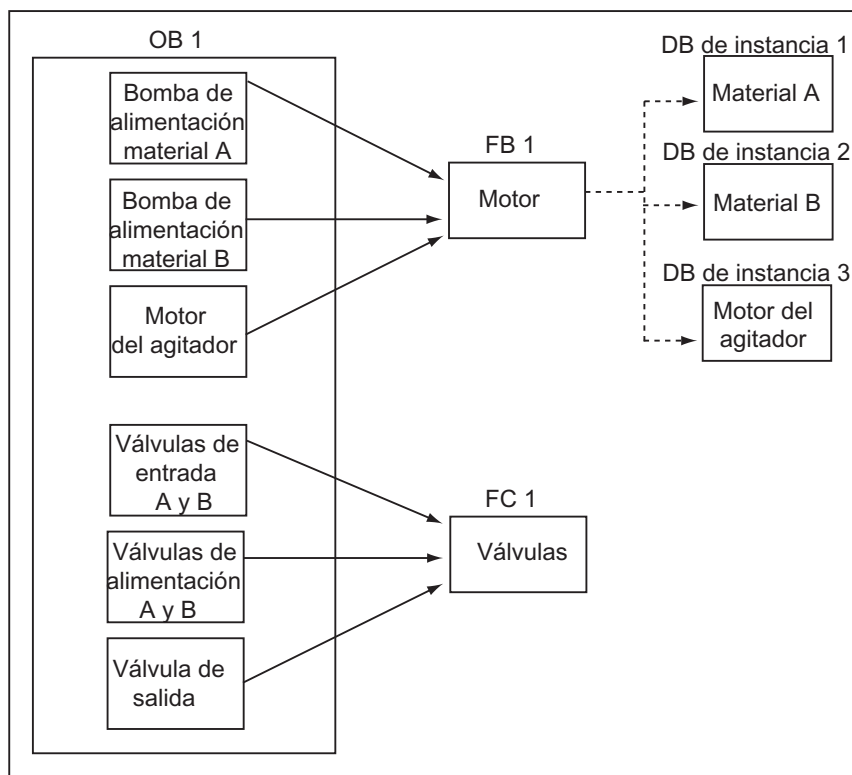 OB 1
Bomba de
alimentación
material A
Bomba de
alimentación
material B
Motor
del agitador
Válvulas de
entrada
A y B
Válvulas de
alimentación
A y B
Válvula de
salida
FB 1
Motor
FC 1
Válvulas
DB de instancia 1
Material A
DB de instancia 2
Material B
DB de instancia 3
Motor del
agitador